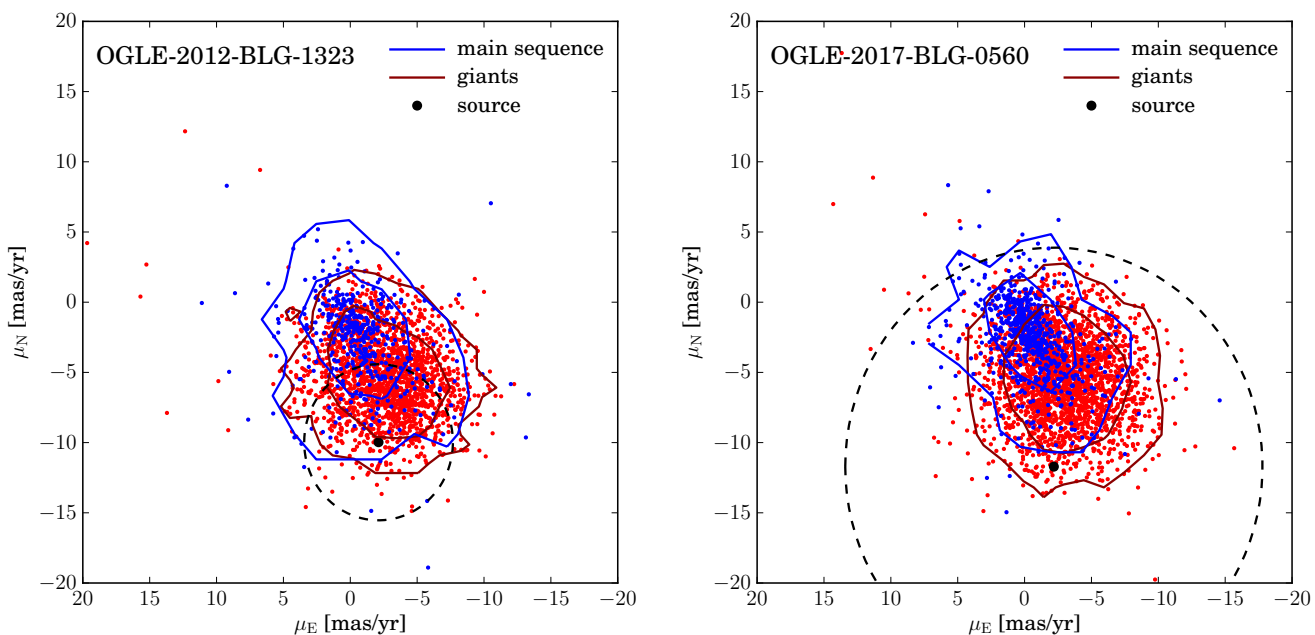 OGLE-2012-BLG-1323
main sequence
giants
source
20
15
10
5
0
−5
−10
−15
−20
μN [mas/yr]
20 15 10 5 0 −5 −10 −15 −20
μE [mas/yr]
OGLE-2017-BLG-0560
main sequence
giants
source
20
15
10
5
0
−5
−10
−15
−20
μN [mas/yr]
20 15 10 5 0 −5 −10 −15 −20
μE [mas/yr]